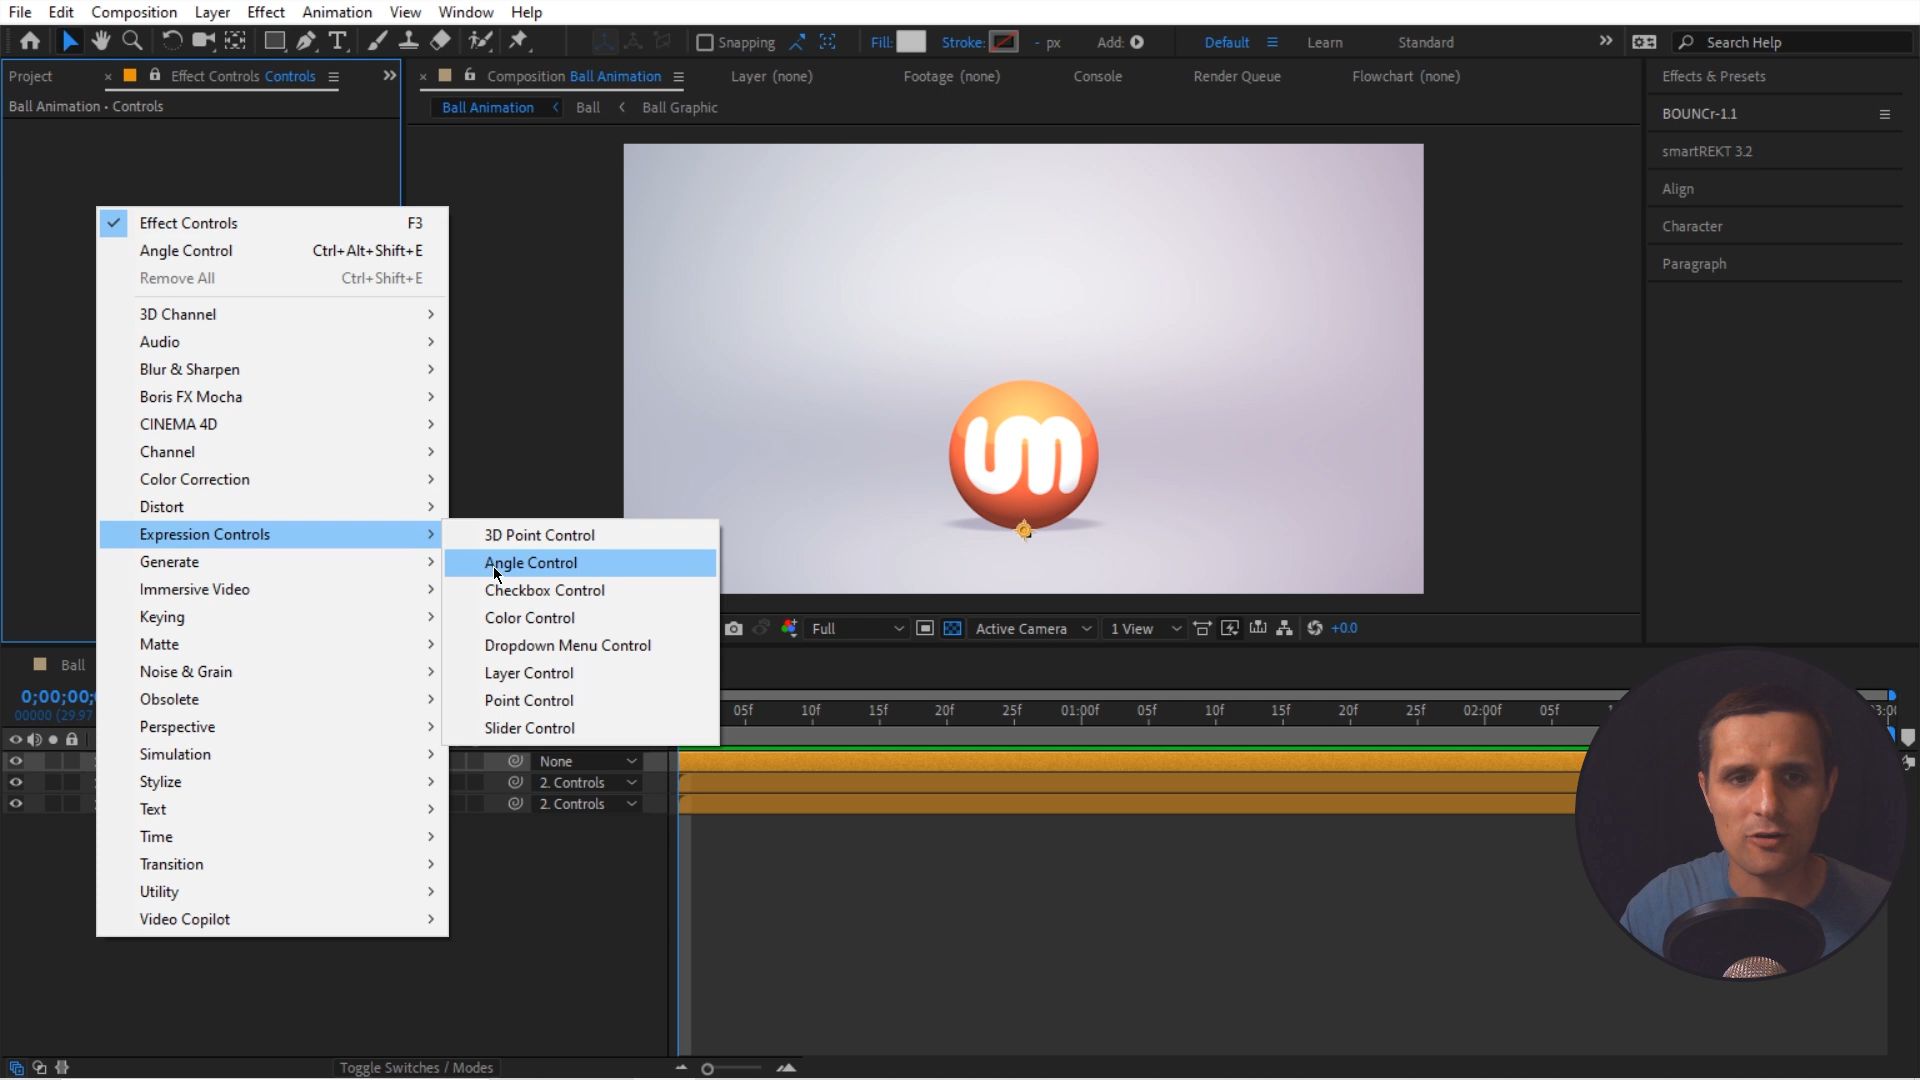 File Edit Composition Layer Effect Animation View Window Help
Snapping Fill: Stroke: - px Add: Default Learn Standard Search Help
Project Effect Controls Controls
Composition Ball Animation Layer (none) Footage (none) Console Render Queue Flowchart (none)
Effects & Presets
Ball Animation • Controls
Ball Animation Ball Ball Graphic
BOUNCr-1.1
smartREKT 3.2
Align
Character
Paragraph
Effect Controls F3
Angle Control Ctrl+Alt+Shift+E
Remove All Ctrl+Shift+E
3D Channel
Audio
Blur & Sharpen
Boris FX Mocha
CINEMA 4D
Channel
Color Correction
Distort
Expression Controls
Generate
Immersive Video
Keying
Matte
Noise & Grain
Obsolete
Perspective
Simulation
Stylize
Text
Time
Transition
Utility
Video Copilot
3D Point Control
Angle Control
Checkbox Control
Color Control
Dropdown Menu Control
Layer Control
Point Control
Slider Control
um
Full Active Camera 1 View +0.0
Ball
0;00;00;
00000 (29.97
05f 10f 15f 20f 25f 01:00f 05f 10f 15f 20f 25f 02:00f 05f
None
2. Controls
2. Controls
Toggle Switches / Modes